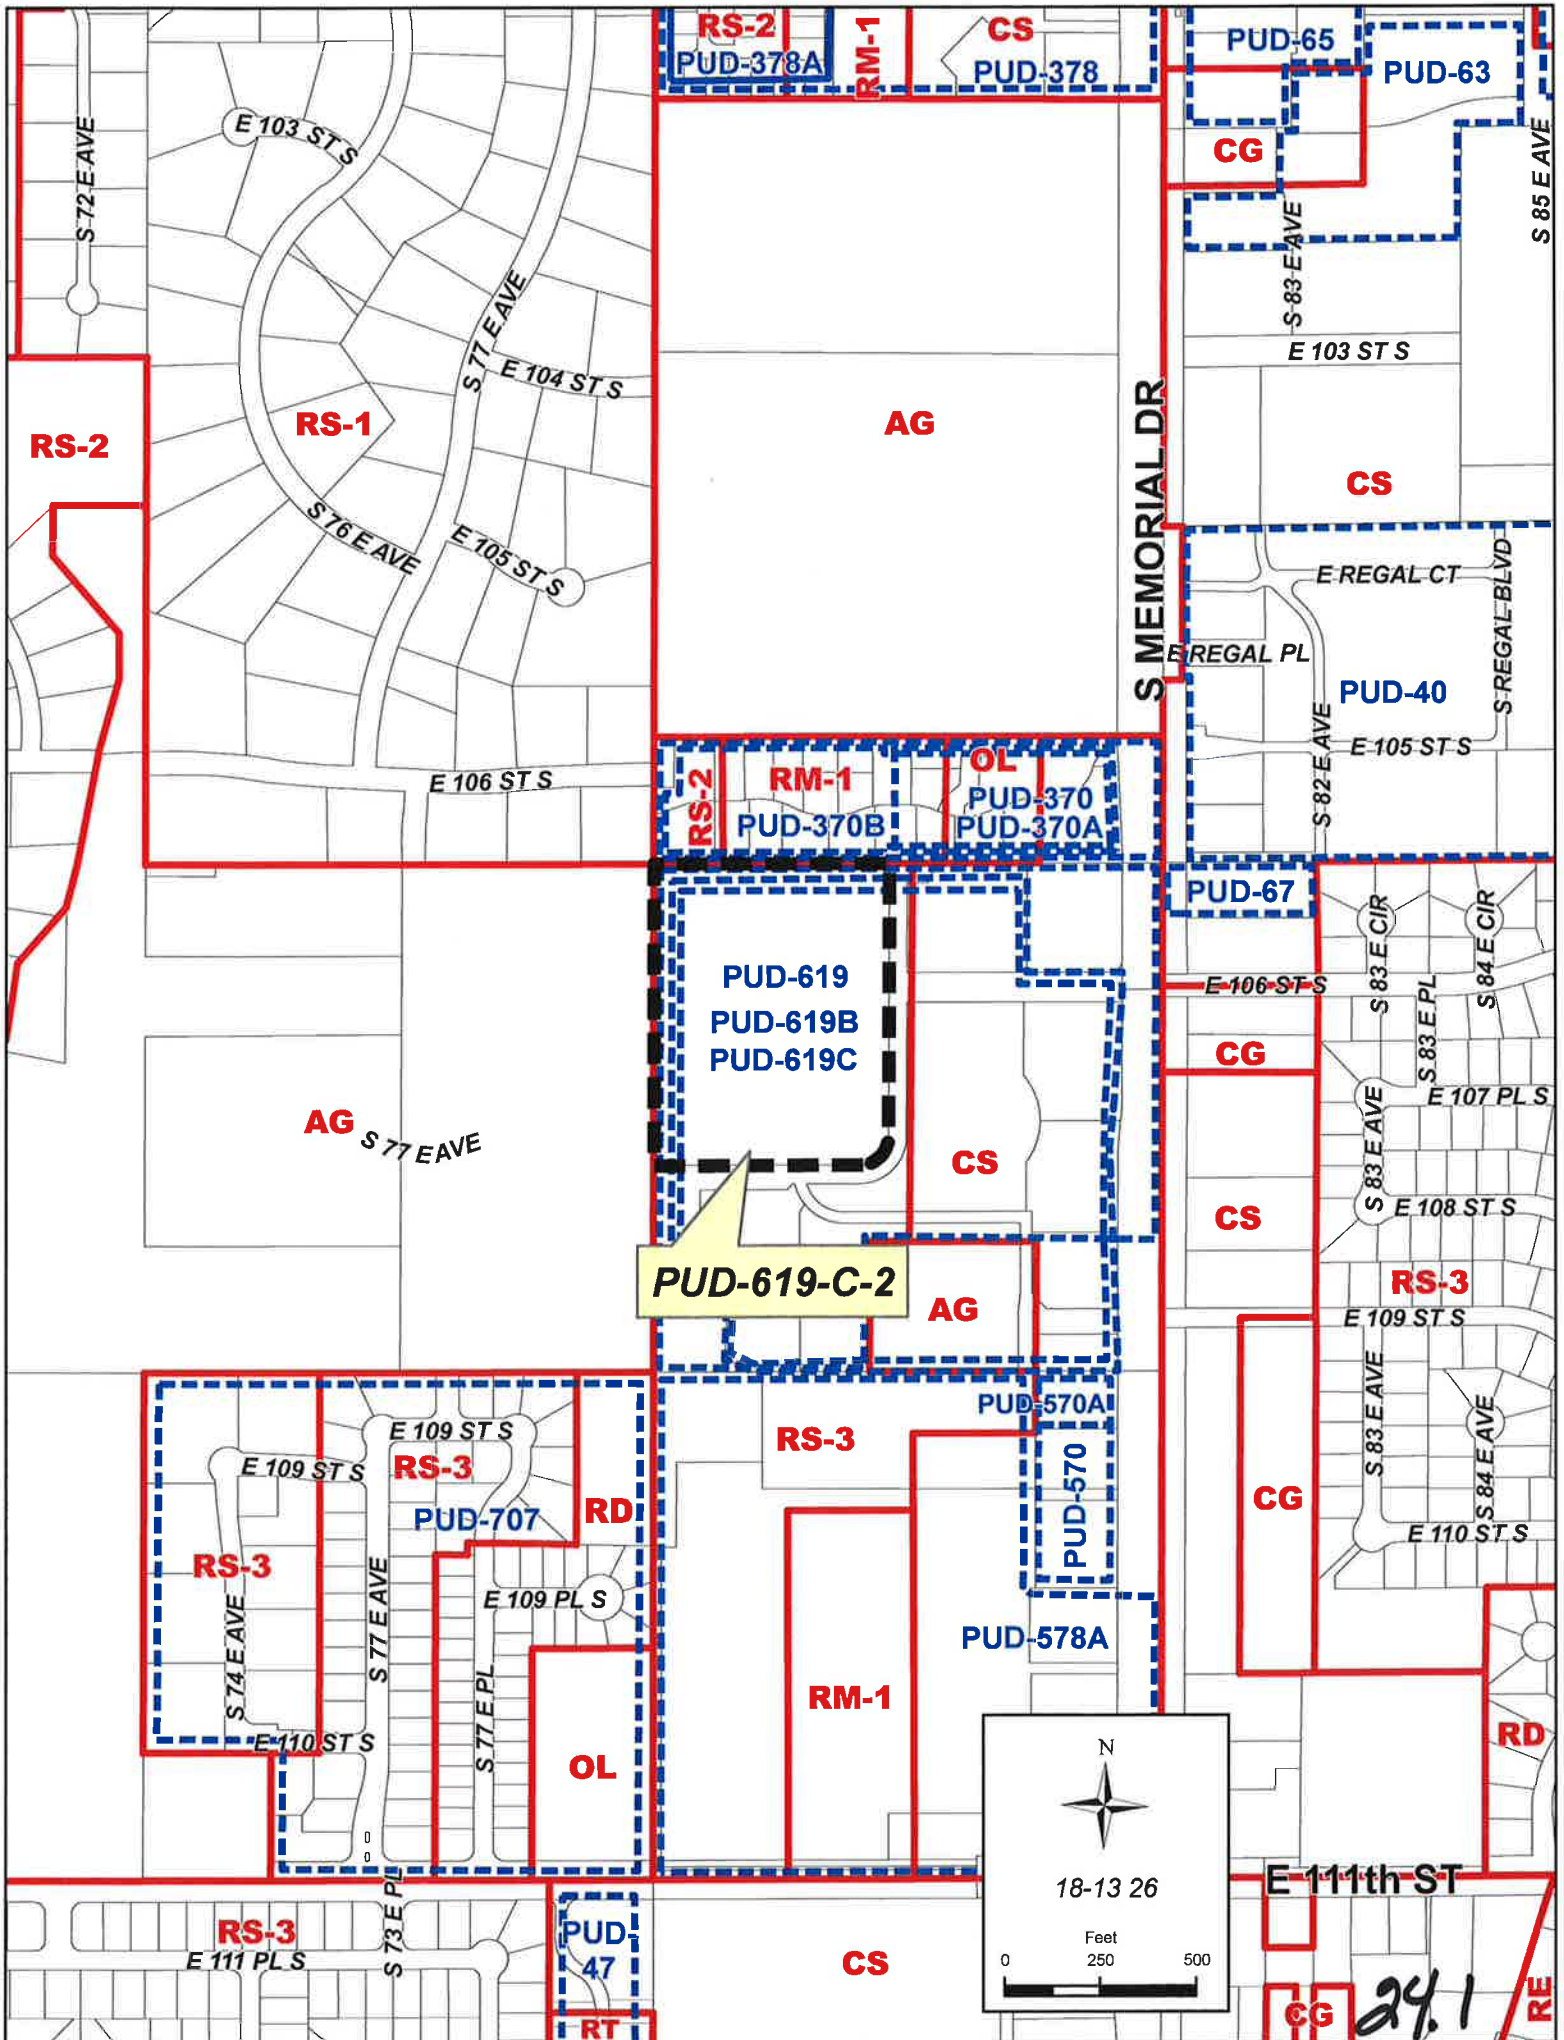 RS-2
PUD-378A
RM-1
CS
PUD-378
PUD-65
PUD-63
CG
S 85 E AVE
S 72 E AVE
E 103 ST S
S 83 E AVE
E 103 ST S
S 77 E AVE
E 104 ST S
RS-1
RS-2
AG
S MEMORIAL DR
CS
S 76 E AVE
E 105 ST S
E REGAL CT
S REGAL BLVD
E REGAL PL
PUD-40
E 105 ST S
S 82 E AVE
E 106 ST S
RS-2
RM-1
PUD-370B
OL
PUD-370
PUD-370A
PUD-67
S 83 E CIR
S 84 E CIR
PUD-619
PUD-619B
PUD-619C
E 106 ST S
S 83 E PL
CG
E 107 PL S
AG
S 77 E AVE
CS
S 83 E AVE
CS
E 108 ST S
PUD-619-C-2
AG
RS-3
E 109 ST S
PUD-570A
E 109 ST S
E 109 ST S
RS-3
RS-3
PUD-570
S 83 E AVE
S 84 E AVE
RD
PUD-707
CG
E 110 ST S
RS-3
S 74 E AVE
S 77 E AVE
E 109 PL S
PUD-578A
S 77 E PL
RM-1
RD
E 110 ST S
OL
N
18-13 26
Feet
0 250 500
E 111th ST
S 73 E PL
RS-3
E 111 PL S
PUD-
47
CS
RT
CG
24.1
RE